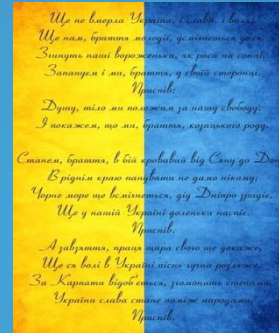 Ще не вмерла Україна, і слава, і воля,
Ще нам, браття молодії, усміхнеться доля.
Згинуть наші вороженьки, як роса на сонці,
Запануєм і ми, браття, у своїй сторонці.
Приспів:
Душу, тіло ми положим за нашу свободу.
І покажем, що ми, браття, козацького роду.
Станем, браття, в бій кровавий від Сяну до Дону
В ріднім краю панувати не дамо нікому;
Чорне море ще всміхнеться, дід Дніпро зрадіє,
Ще у нашій Україні доленька наспіє.
Приспів.
А завзяття, праця щира свого ще докаже,
Ще ся волі в Україні піснь гучна розляже,
За Карпати відоб'ється, згомонить степами,
України слава стане поміж народами.
Приспів.